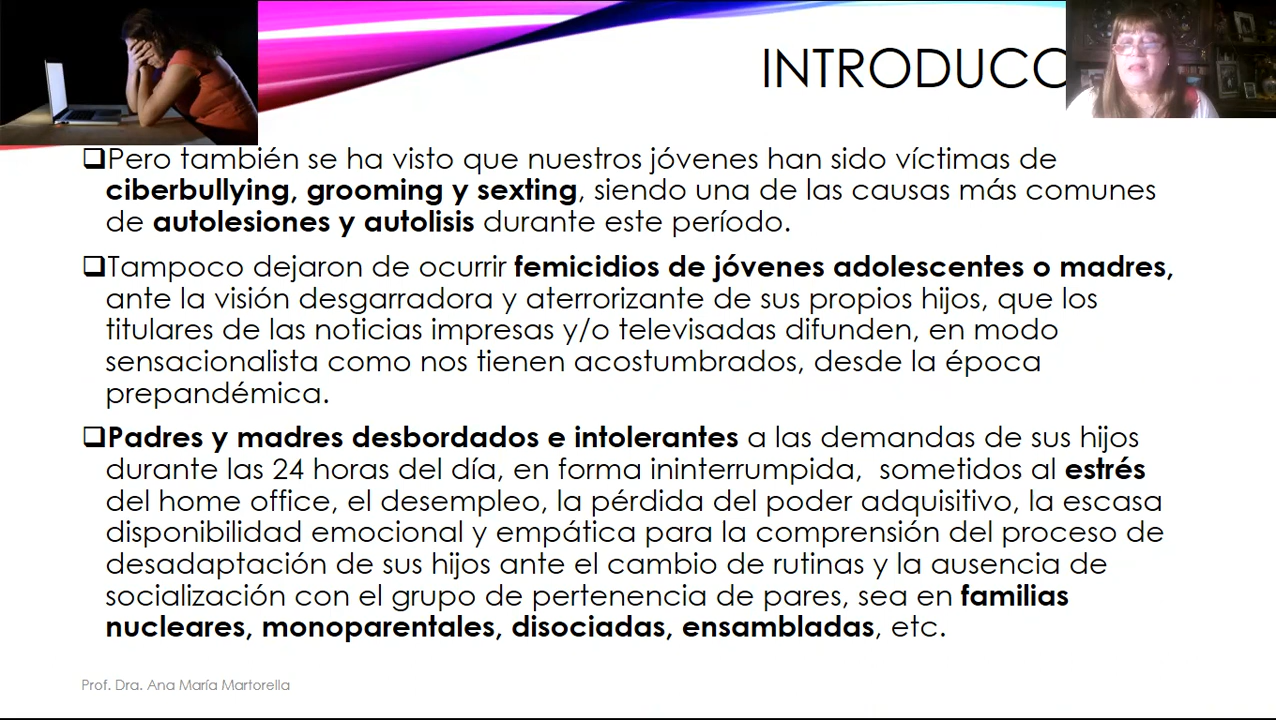 INTRODUCC
Pero también se ha visto que nuestros jóvenes han sido víctimas de
ciberbullying, grooming y sexting, siendo una de las causas más comunes
de autolesiones y autolisis durante este período.
Tampoco dejaron de ocurrir femicidios de jóvenes adolescentes o madres,
ante la visión desgarradora y aterrorizante de sus propios hijos, que los
titulares de las noticias impresas y/o televisadas difunden, en modo
sensacionalista como nos tienen acostumbrados, desde la época
prepandémica.
Padres y madres desbordados e intolerantes a las demandas de sus hijos
durante las 24 horas del día, en forma ininterrumpida, sometidos al estrés
del home office, el desempleo, la pérdida del poder adquisitivo, la escasa
disponibilidad emocional y empática para la comprensión del proceso de
desadaptación de sus hijos ante el cambio de rutinas y la ausencia de
socialización con el grupo de pertenencia de pares, sea en familias
nucleares, monoparentales, disociadas, ensambladas, etc.
Prof. Dra. Ana María Martorella